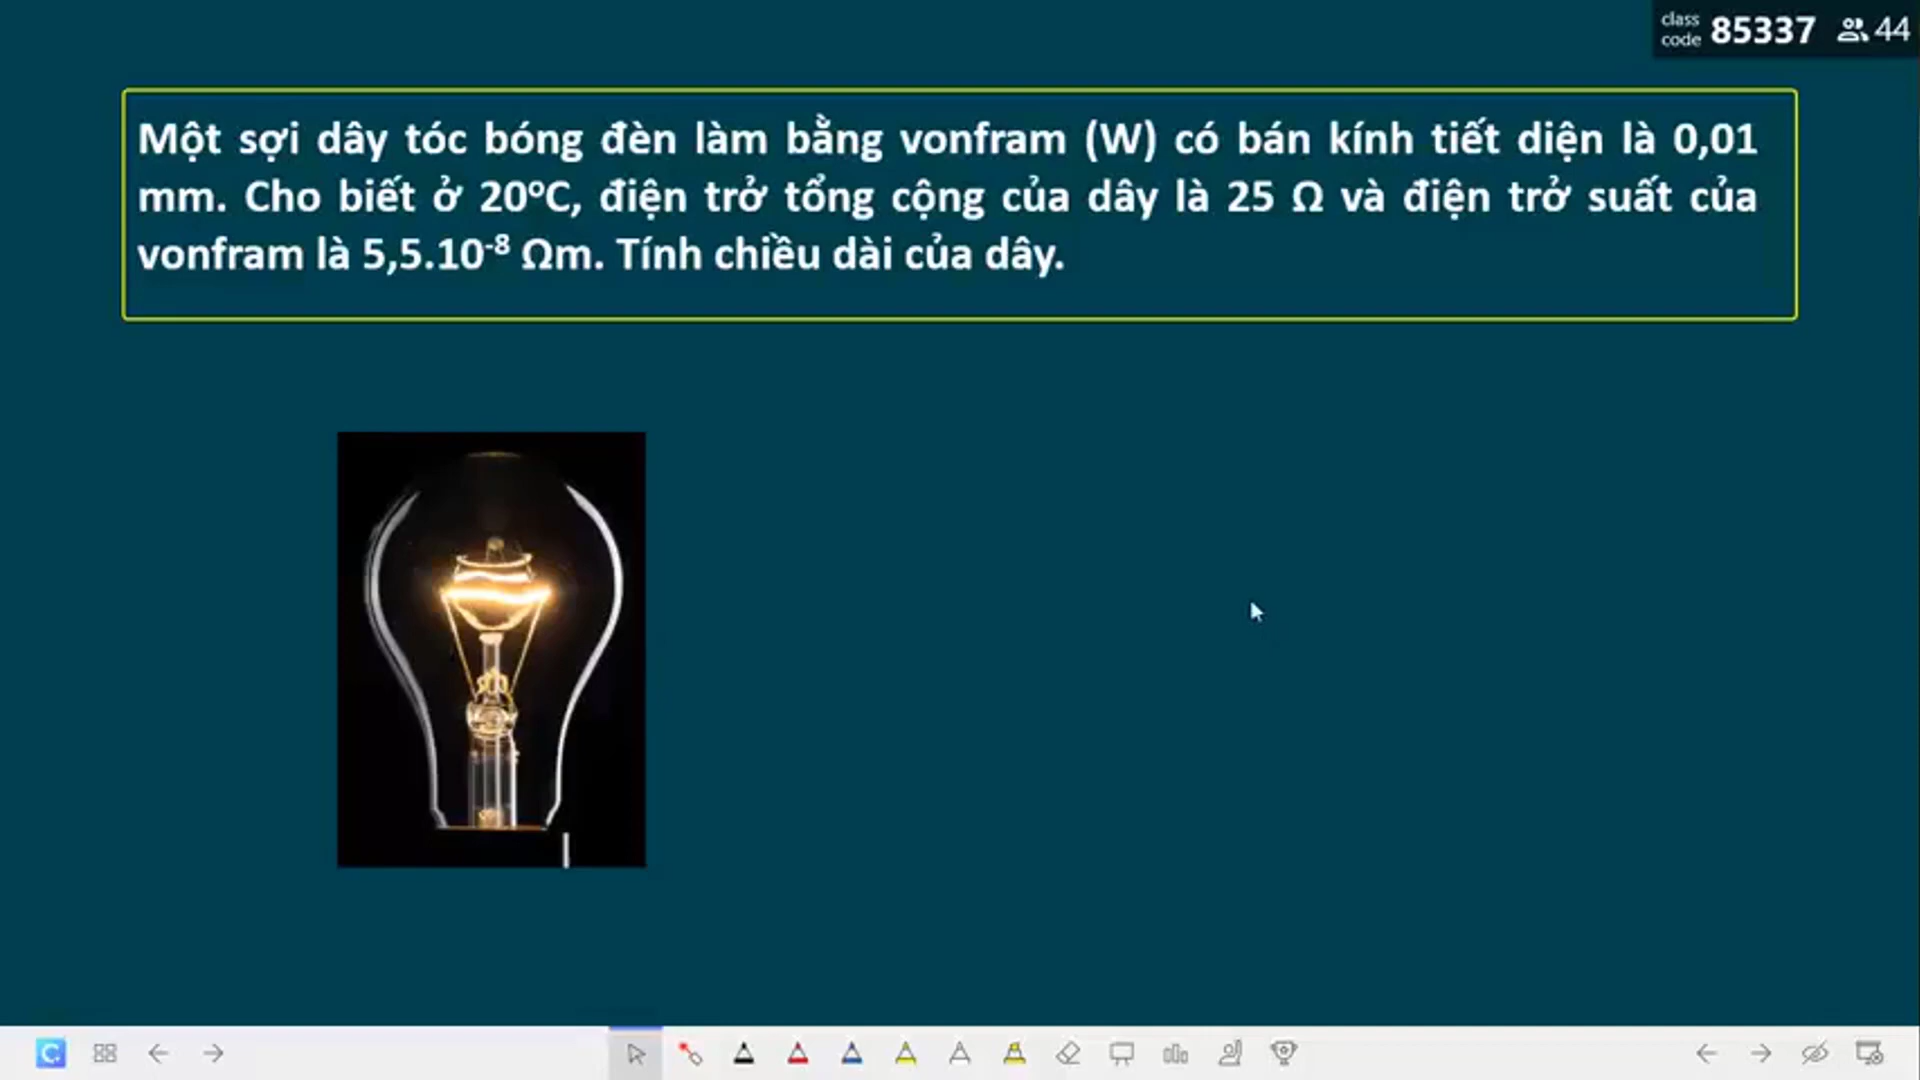 class
code 85337 44
Một sợi dây tóc bóng đèn làm bằng vonfram (W) có bán kính tiết diện là 0,01
mm. Cho biết ở 20ºC, điện trở tổng cộng của dây là 25 Ω và điện trở suất của
vonfram là 5,5.10⁻⁸ Ωm. Tính chiều dài của dây.